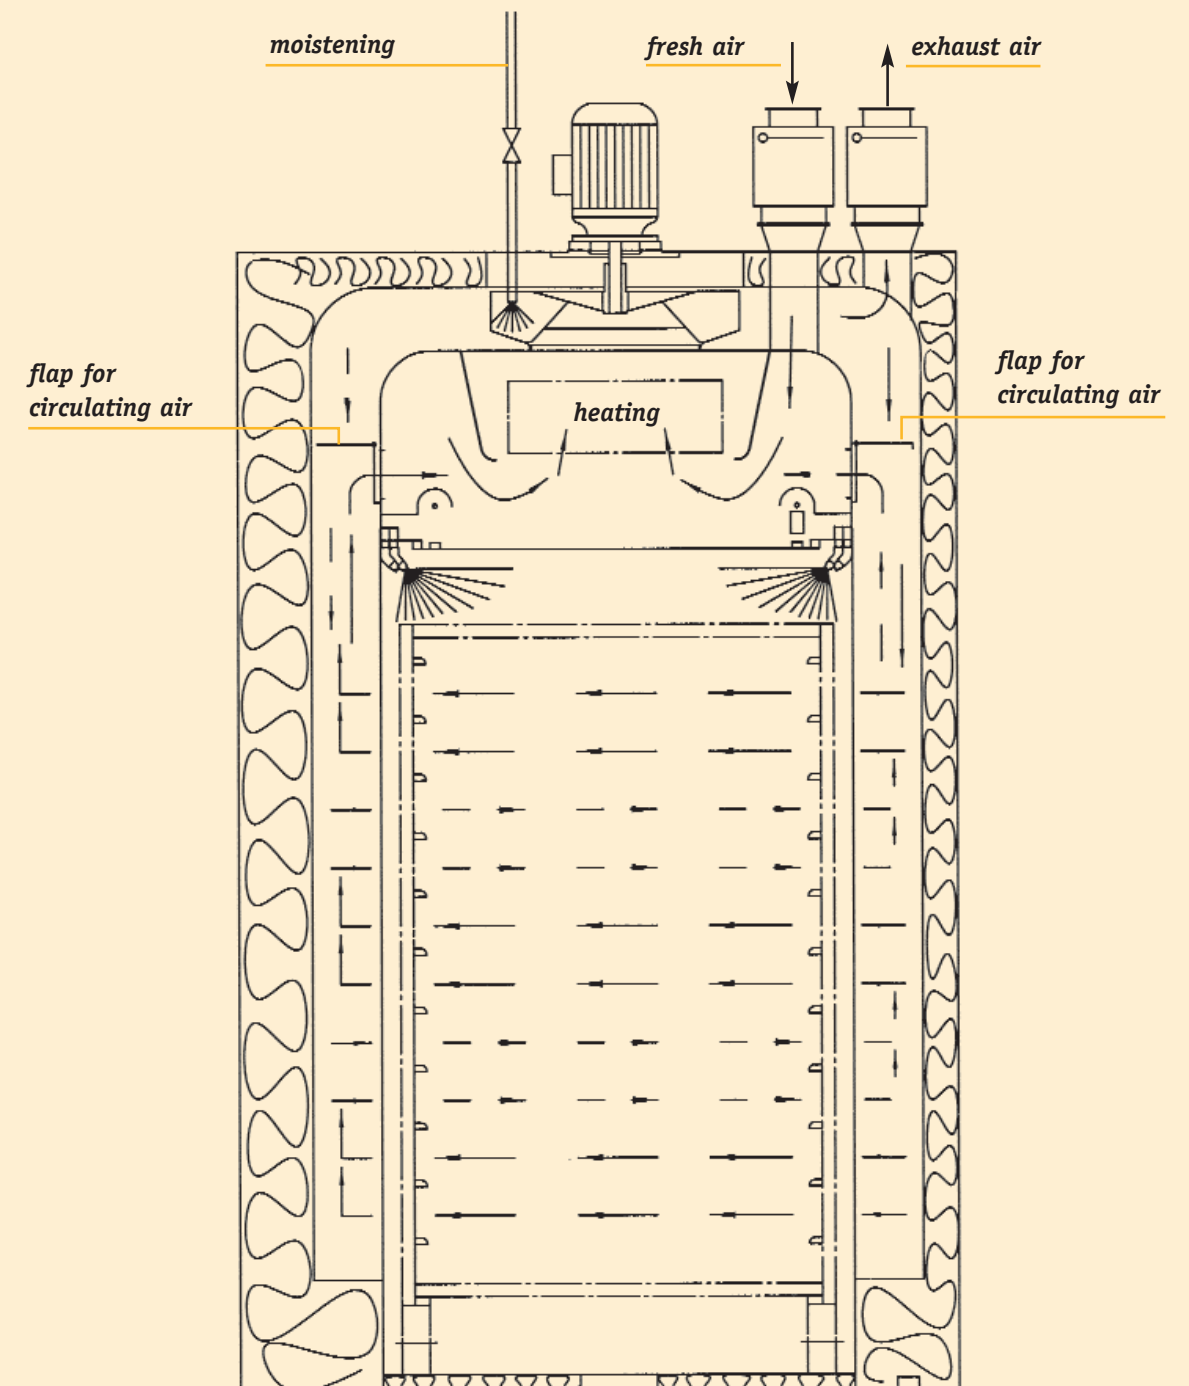 moistening
fresh air
exhaust air
flap for
circulating air
heating
flap for
circulating air